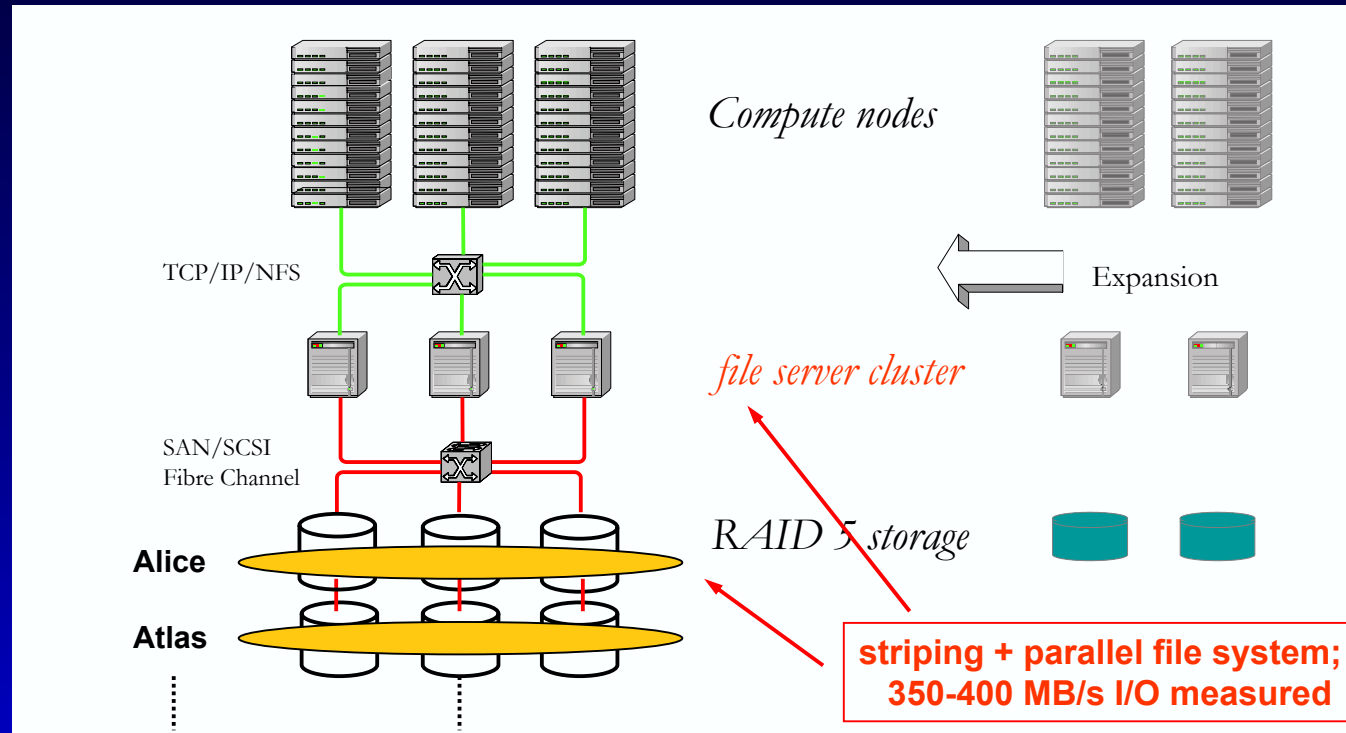 Compute nodes
TCP/IP/NFS
Expansion
file server cluster
SAN/SCSI
Fibre Channel
RAID 5 storage
Alice
Atlas
striping + parallel file system;
350-400 MB/s I/O measured